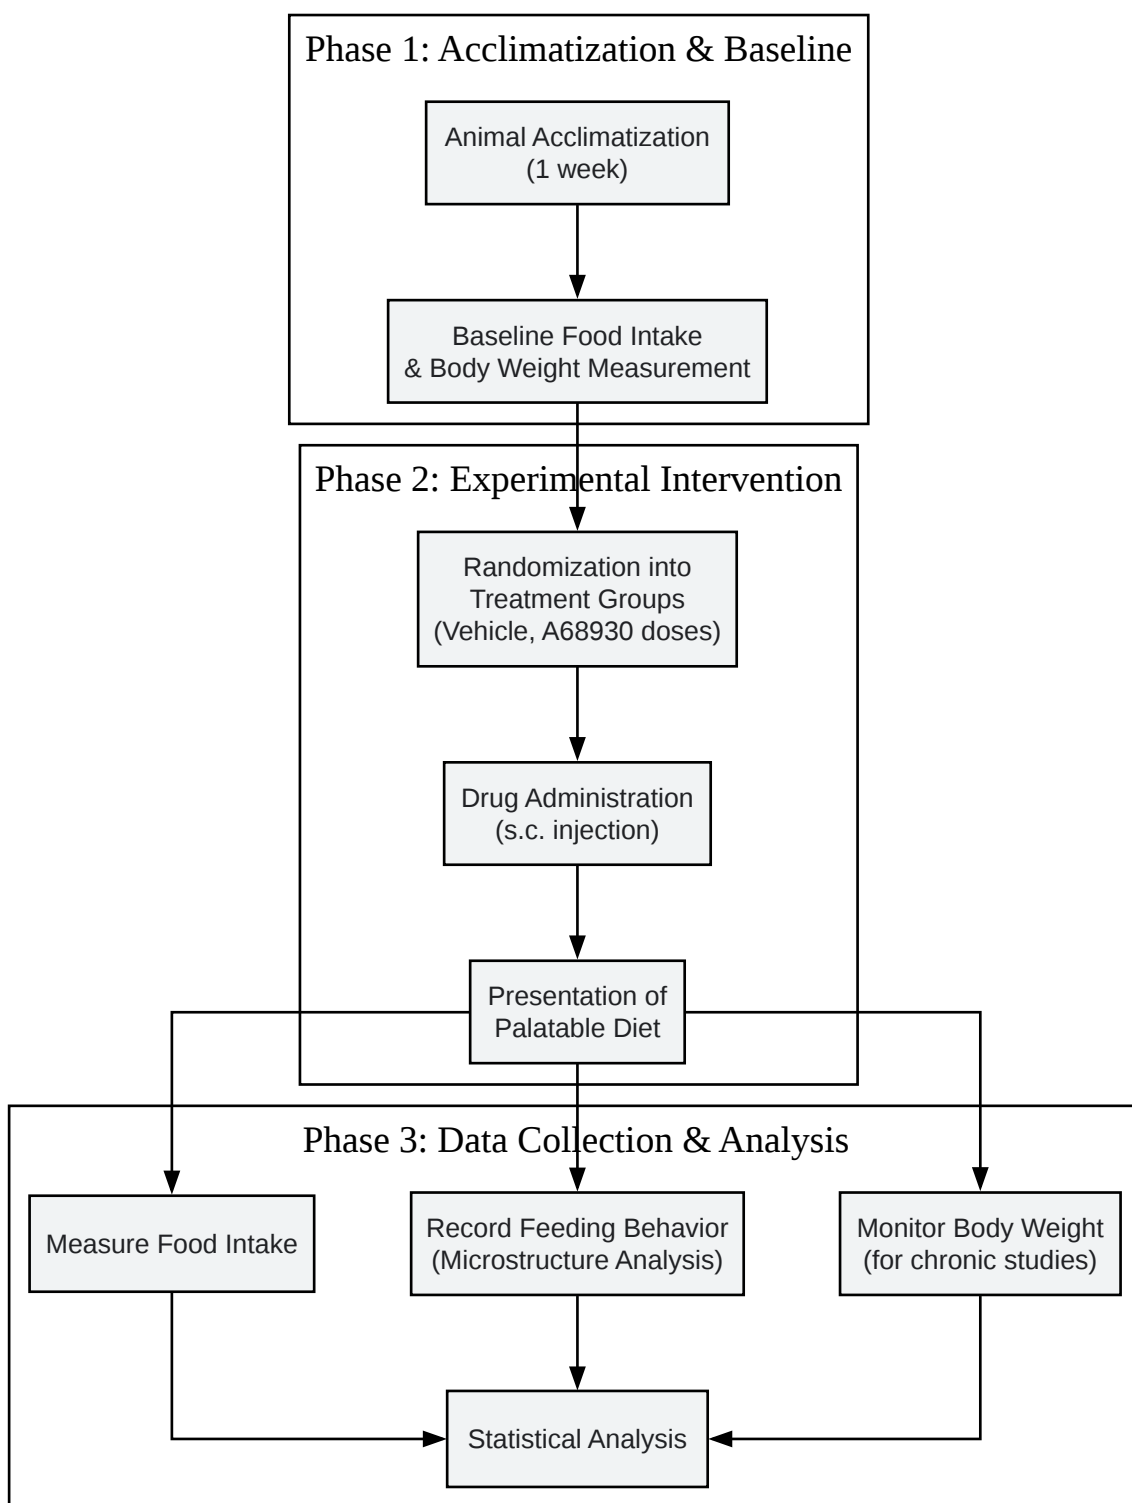 Phase 1: Acclimatization & Baseline
Animal Acclimatization
(1 week)
Baseline Food Intake
& Body Weight Measurement
Phase 2: Experimental Intervention
Randomization into
Treatment Groups
(Vehicle, A68930 doses)
Drug Administration
(s.c. injection)
Presentation of
Palatable Diet
Phase 3: Data Collection & Analysis
Measure Food Intake
Record Feeding Behavior
(Microstructure Analysis)
Monitor Body Weight
(for chronic studies)
Statistical Analysis